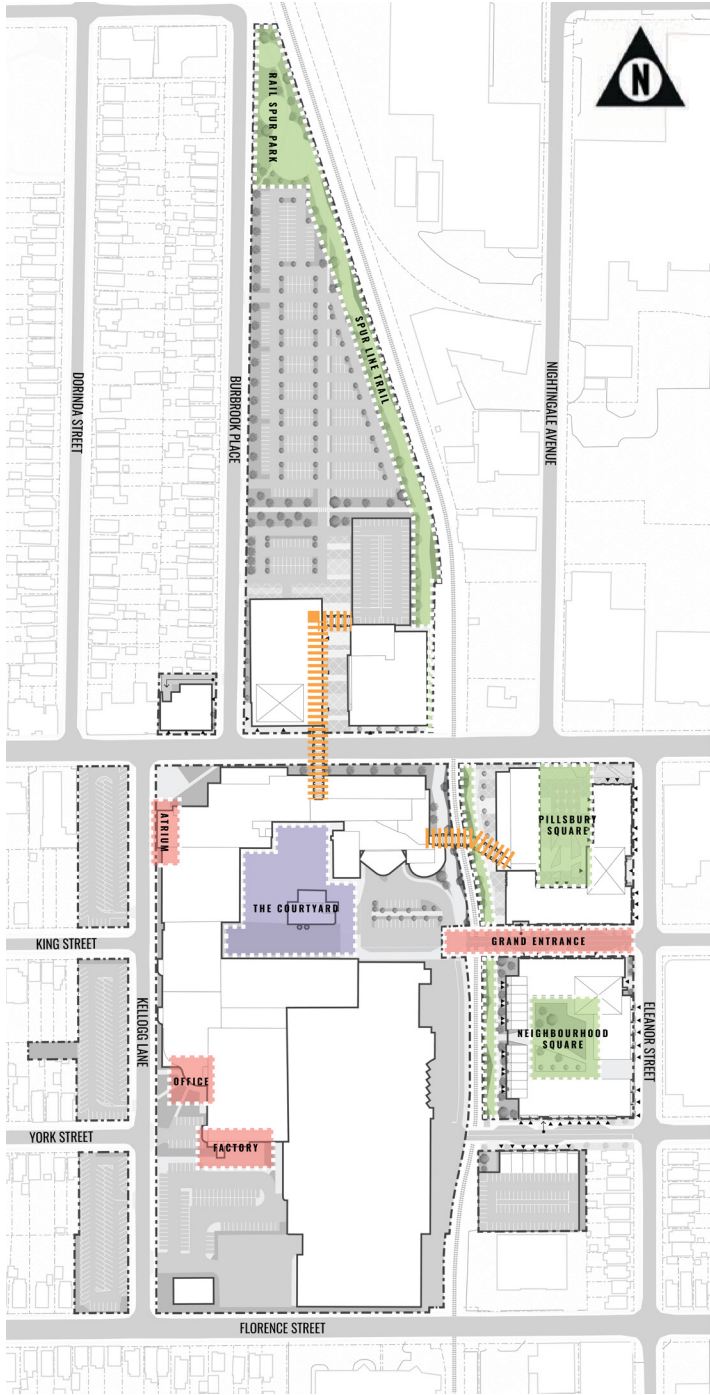 N
RAIL SPUR PARK
SPUR LINE TRAIL
DORINDA STREET
BURBROOK PLACE
NIGHTINGALE AVENUE
ATRIUM
PILLSBURY
SQUARE
THE COURTYARD
GRAND ENTRANCE
KING STREET
KELLOGG LANE
NEIGHBOURHOOD
SQUARE
ELEANOR STREET
OFFICE
YORK STREET
FACTORY
FLORENCE STREET